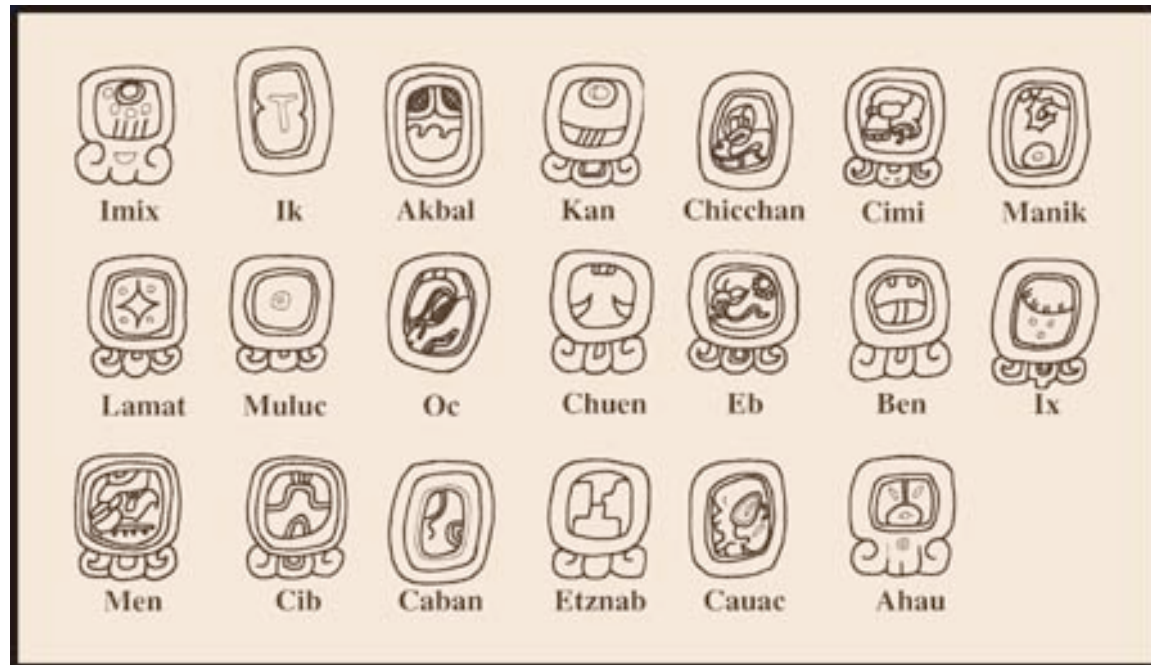 Imix Ik Akbal Kan Chicchan Cimi Manik
Lamat Muluc Oc Chuen Eb Ben Ix
Men Cib Caban Etznab Cauac Ahau